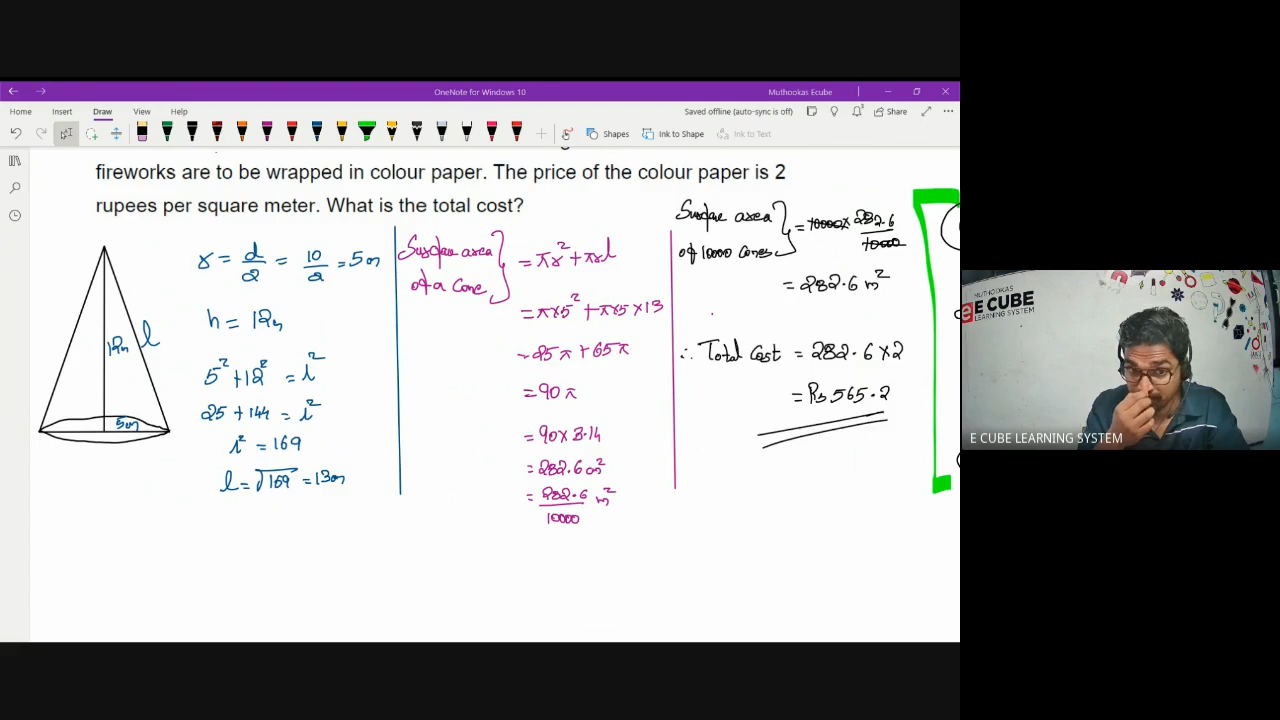 OneNote for Windows 10
Muthookas Ecube
Home Insert Draw View Help
Saved offline (auto-sync is off)
Share
Shapes
Ink to Shape
Ink to Text
fireworks are to be wrapped in colour paper. The price of the colour paper is 2
rupees per square meter. What is the total cost?
12m
l
5m
r = d/2 = 10/2 = 5m
h = 12m
5² + 12² = l²
25 + 144 = l²
l² = 169
l = √169 = 13m
Surface area
of a cone
= πr² + πrl
= π×5² + π×5×13
= 25π + 65π
= 90π
= 90×3.14
= 282.6 m²
= 282.6/10000 m²
Surface area
of 10000 cones
= 10000× 282.6/10000
= 282.6 m²
∴ Total cost = 282.6×2
= Rs 565.2
MUTHOOKAS
E CUBE
LEARNING SYSTEM
E CUBE LEARNING SYSTEM